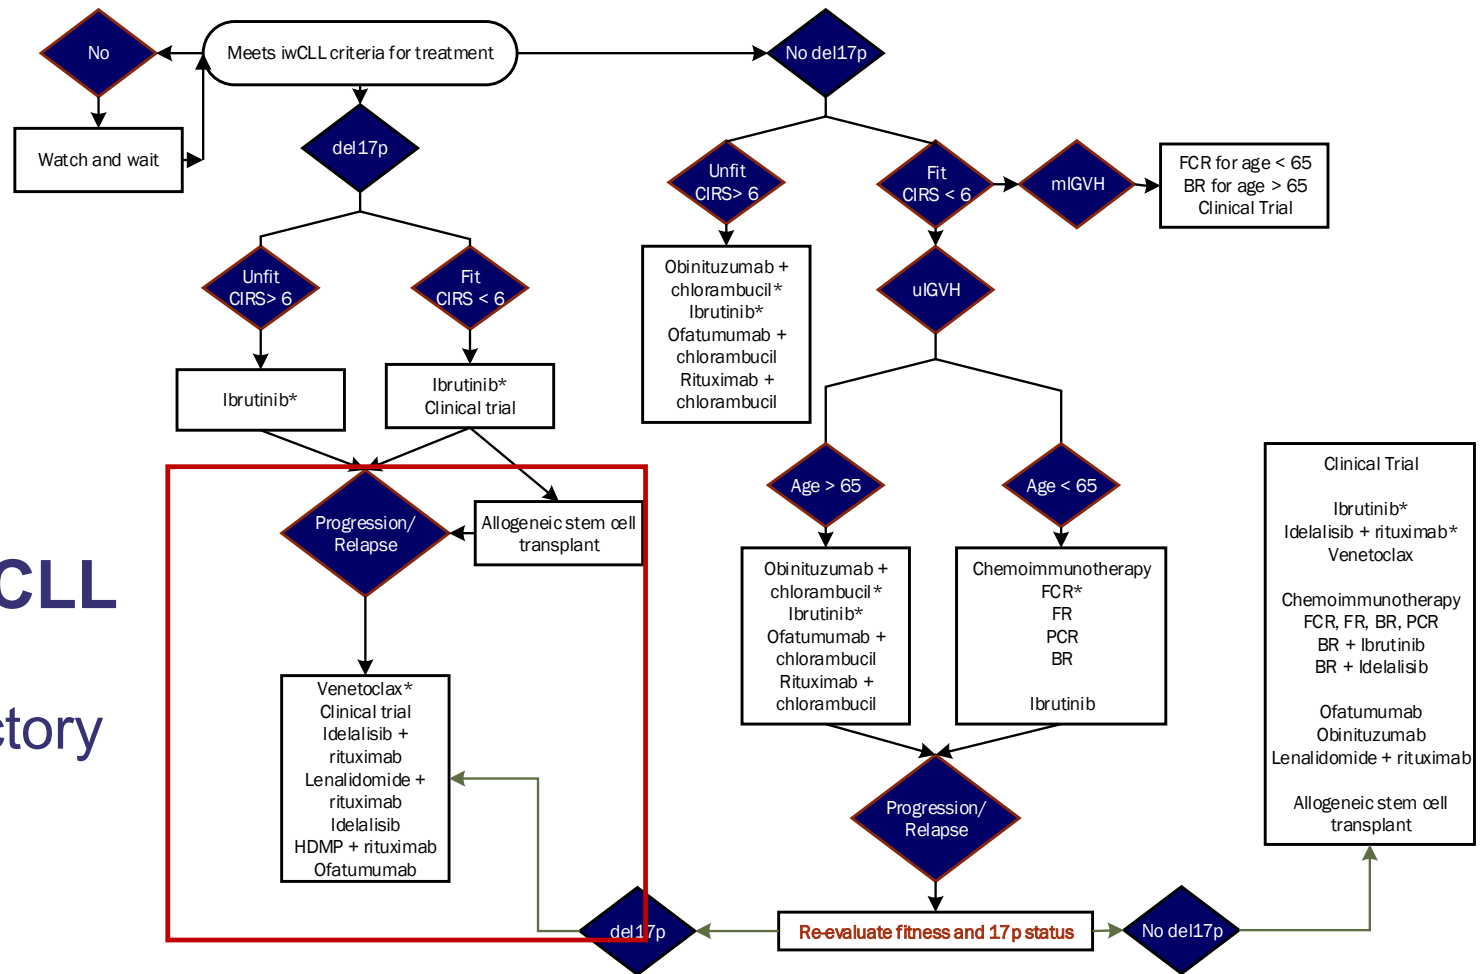 No
Meets iwCLL criteria for treatment
No del17p
Watch and wait
del17p
Unfit
CIRS> 6
Fit
CIRS < 6
mIGVH
FCR for age < 65
BR for age > 65
Clinical Trial
Unfit
CIRS> 6
Fit
CIRS < 6
Obinituzumab +
chlorambucil*
Ibrutinib*
Ofatumumab +
chlorambucil
Rituximab +
chlorambucil
uIGVH
Ibrutinib*
Ibrutinib*
Clinical trial
Age > 65
Age < 65
Progression/
Relapse
Allogeneic stem cell
transplant
CLL
ctory
Obinituzumab +
chlorambucil*
Ibrutinib*
Ofatumumab +
chlorambucil
Rituximab +
chlorambucil
Chemoimmunotherapy
FCR*
FR
PCR
BR
Ibrutinib
Clinical Trial
Ibrutinib*
Idelalisib + rituximab*
Venetoclax
Chemoimmunotherapy
FCR, FR, BR, PCR
BR + Ibrutinib
BR + Idelalisib
Ofatumumab
Obinituzumab
Lenalidomide + rituximab
Allogeneic stem cell
transplant
Venetoclax*
Clinical trial
Idelalisib +
rituximab
Lenalidomide +
rituximab
Idelalisib
HDMP + rituximab
Ofatumumab
Progression/
Relapse
del17p
Re-evaluate fitness and 17p status
No del17p